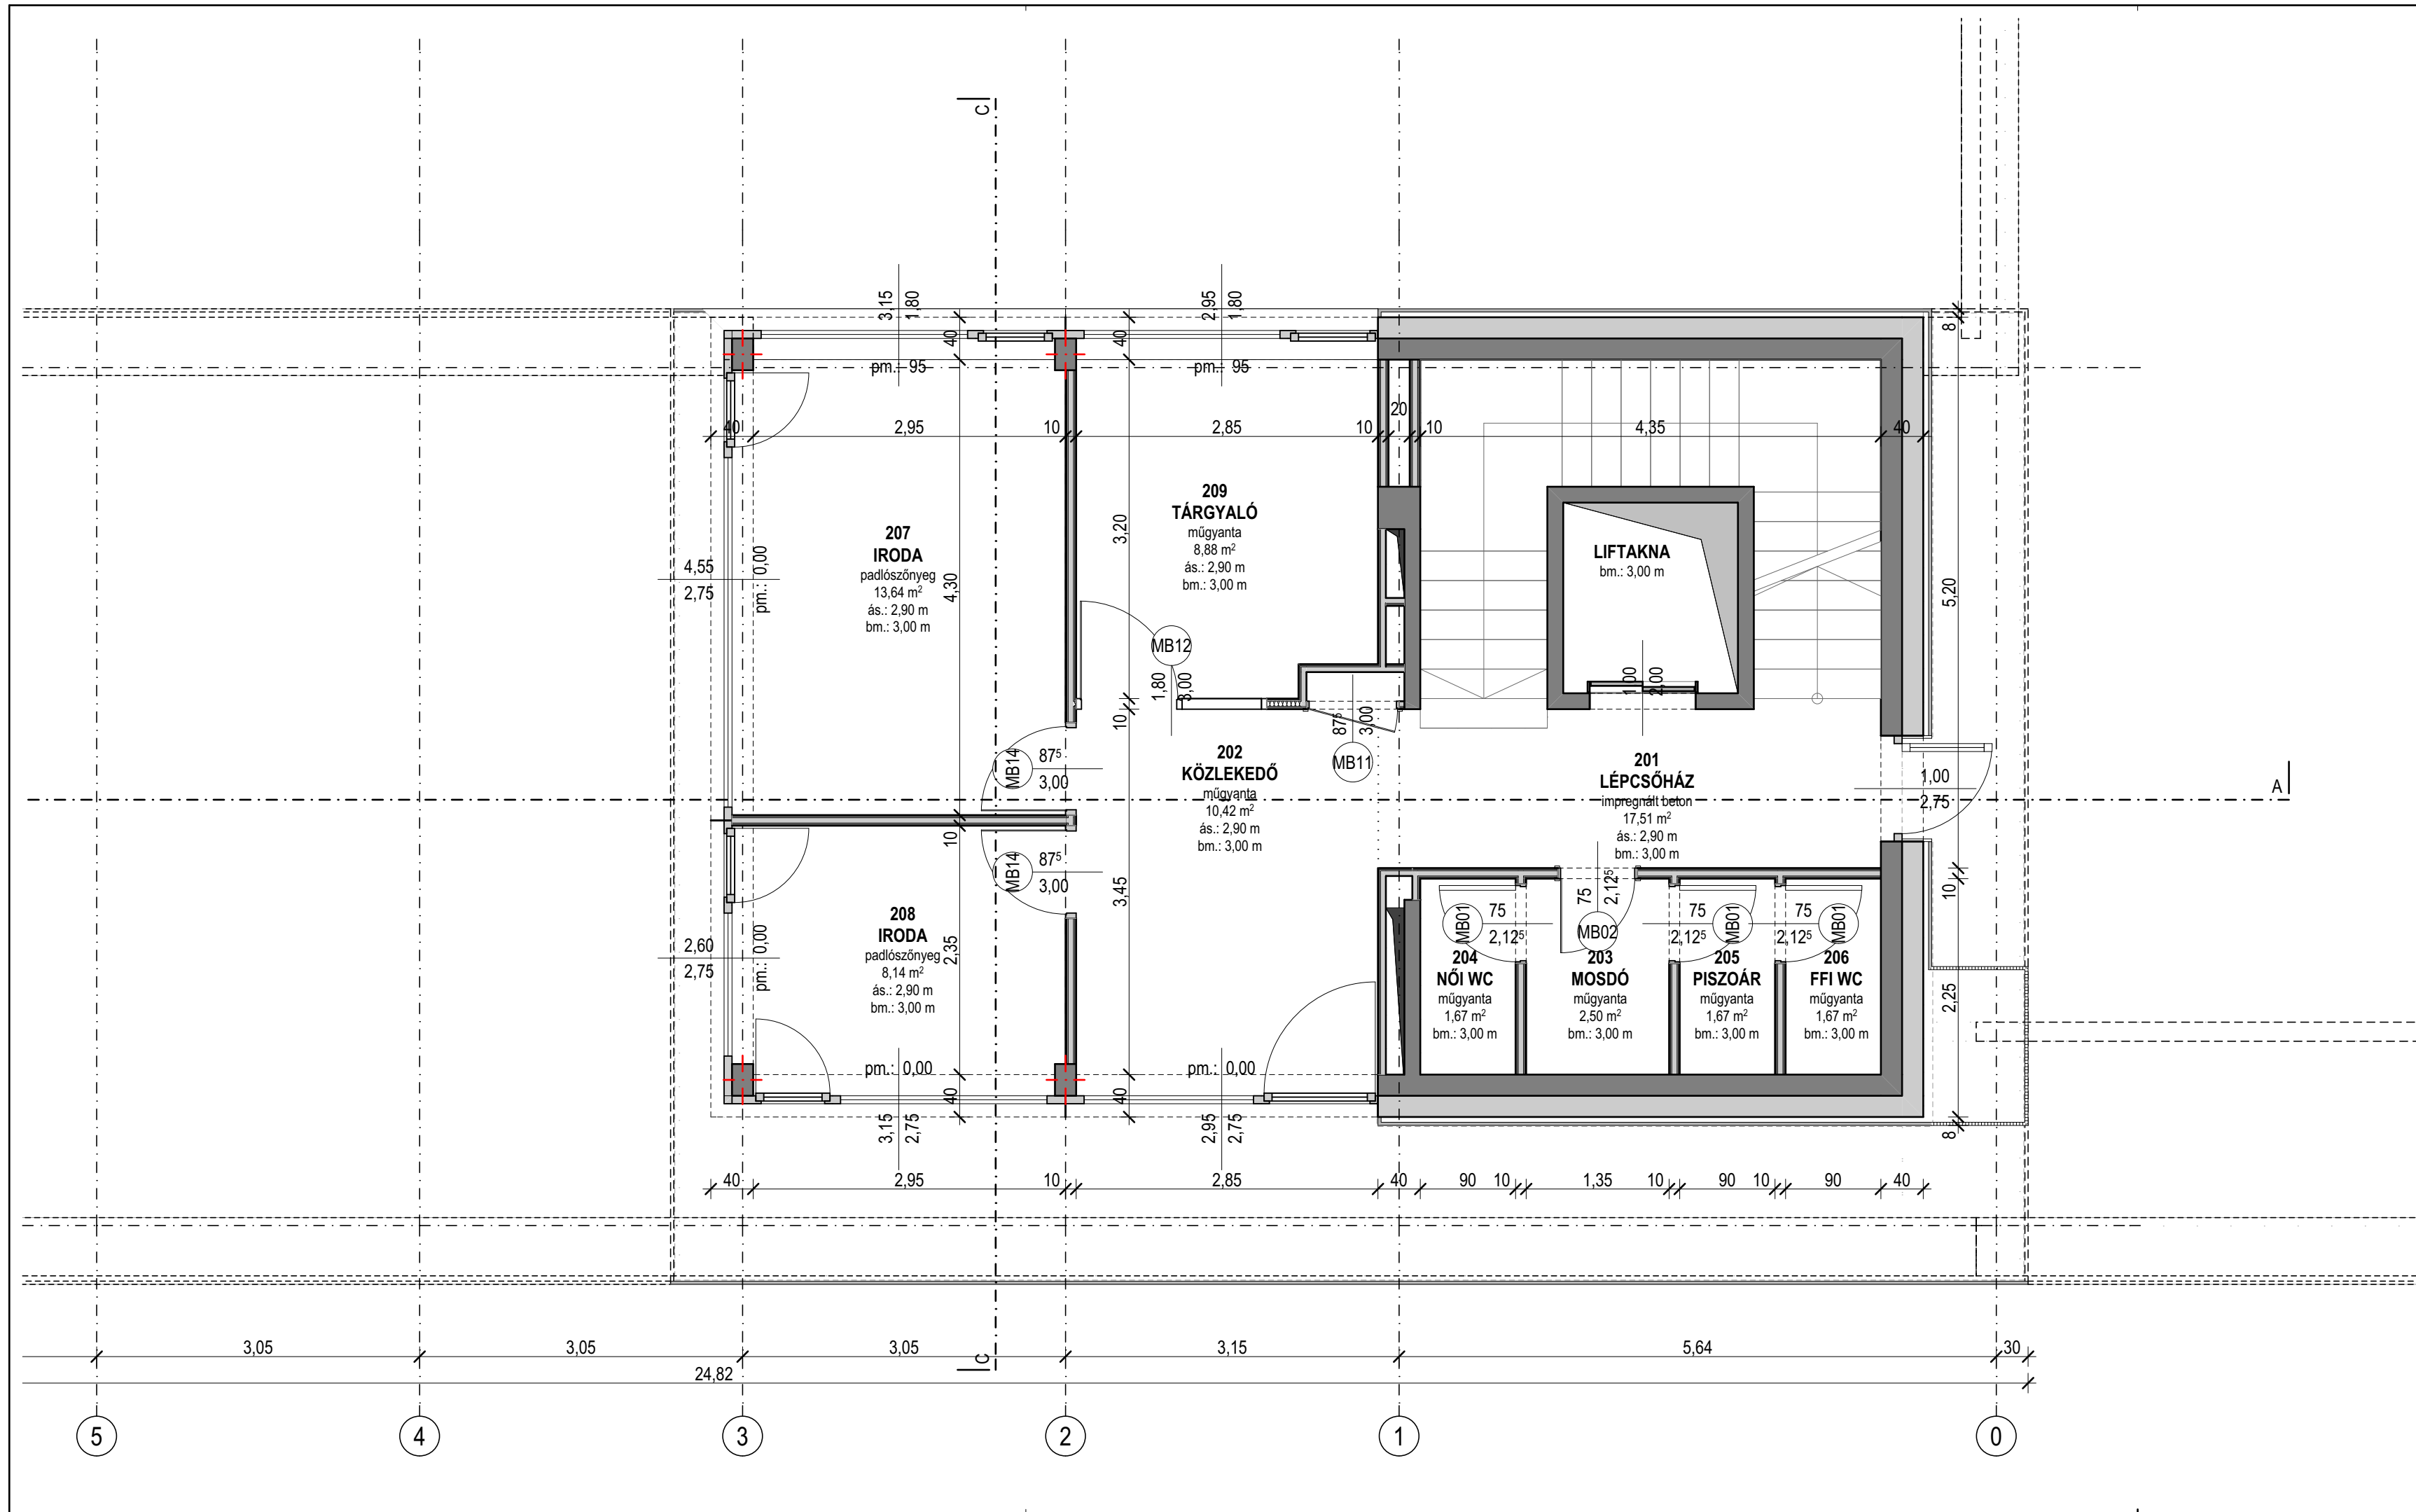 C
3,15
1,80
2,95
1,80
40
40
8
pm.: 95
pm.: 95
20
40
2,95
10
2,85
10
10
4,35
40
207
IRODA
padlószőnyeg
13,64 m²
ás.: 2,90 m
bm.: 3,00 m
4,30
4,55
2,75
pm.: 0,00
209
TÁRGYALÓ
műgyanta
8,88 m²
ás.: 2,90 m
bm.: 3,00 m
3,20
LIFTAKNA
bm.: 3,00 m
5,20
MB12
1,80
3,00
1,00
2,00
10
87⁵
3,00
MB11
MB14
87⁵
3,00
202
KÖZLEKEDŐ
műgyanta
10,42 m²
ás.: 2,90 m
bm.: 3,00 m
201
LÉPCSŐHÁZ
impregnált beton
17,51 m²
ás.: 2,90 m
bm.: 3,00 m
1,00
2,75
A
10
MB14
87⁵
3,00
3,45
10
75
2,12⁵
MB02
MB01
75
2,12⁵
75
2,12⁵
MB01
75
2,12⁵
MB01
208
IRODA
padlószőnyeg
8,14 m²
ás.: 2,90 m
bm.: 3,00 m
2,35
2,60
2,75
pm.: 0,00
204
NŐI WC
műgyanta
1,67 m²
bm.: 3,00 m
203
MOSDÓ
műgyanta
2,50 m²
bm.: 3,00 m
205
PISZOÁR
műgyanta
1,67 m²
bm.: 3,00 m
206
FFI WC
műgyanta
1,67 m²
bm.: 3,00 m
2,25
pm.: 0,00
pm.: 0,00
40
40
3,15
2,75
2,95
2,75
8
40
2,95
10
2,85
40
90
10
1,35
10
90
10
90
40
3,05
3,05
3,05
3,15
5,64
30
C
24,82
5
4
3
2
1
0